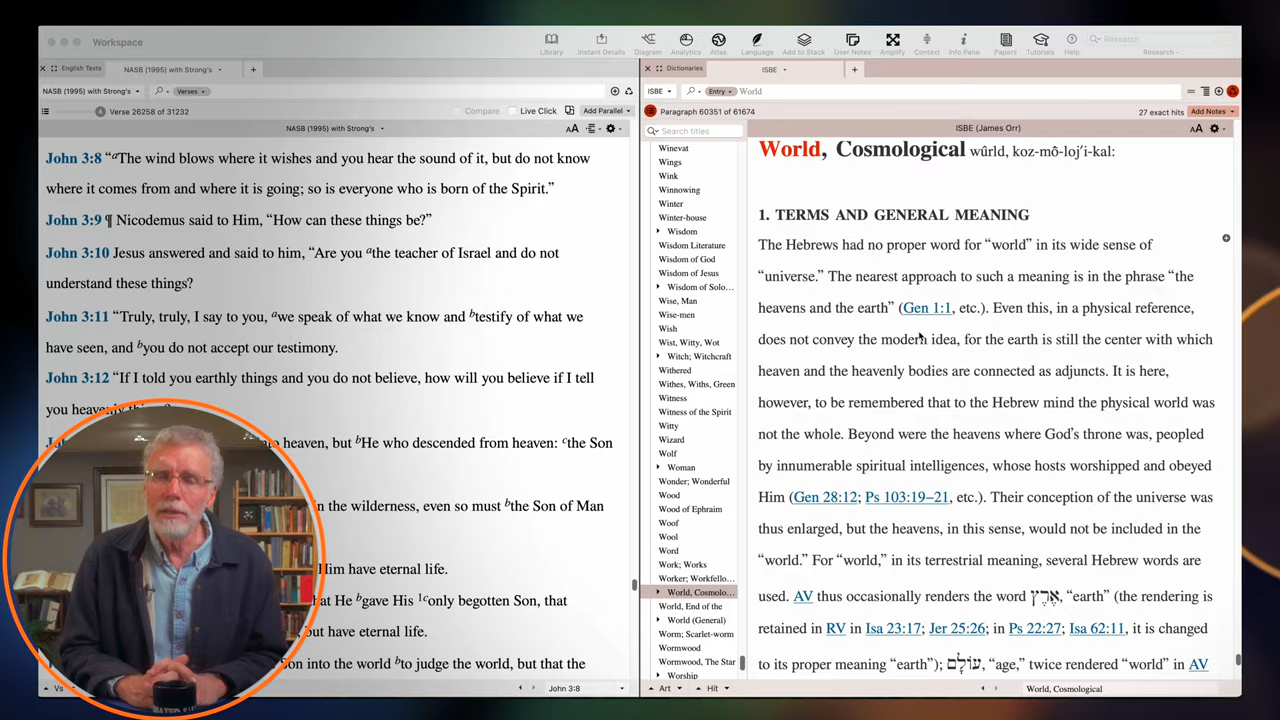 Workspace
Library
Instant Details
Diagram
Analytics
Atlas
Language
Add to Stack
User Notes
Amplify
Context
Info Pane
Papers
Tutorials
Help
Research
Research
English Texts
NASB (1995) with Strong's
+
Dictionaries
ISBE
+
NASB (1995) with Strong's
Verses
ISBE
Entry
World
Verse 26258 of 31232
Compare
Live Click
Add Parallel
Paragraph 60351 of 61674
27 exact hits
Add Notes
NASB (1995) with Strong's
AA
Search titles
ISBE (James Orr)
AA
John 3:8 “ᵃThe wind blows where it wishes and you hear the sound of it, but do not know
where it comes from and where it is going; so is everyone who is born of the Spirit.”
John 3:9 ¶ Nicodemus said to Him, “How can these things be?”
John 3:10 Jesus answered and said to him, “Are you ᵃthe teacher of Israel and do not
understand these things?
John 3:11 “Truly, truly, I say to you, ᵃwe speak of what we know and ᵇtestify of what we
have seen, and ᵇyou do not accept our testimony.
John 3:12 “If I told you earthly things and you do not believe, how will you believe if I tell
you heavenly
heaven, but ᵇHe who descended from heaven: ᶜthe Son
in the wilderness, even so must ᵇthe Son of Man
Him have eternal life.
He ᵇgave His ¹ᶜonly begotten Son, that
but have eternal life.
Son into the world ᵇto judge the world, but that the
Vs
John 3:8
Winevat
Wings
Wink
Winnowing
Winter
Winter-house
Wisdom
Wisdom Literature
Wisdom of God
Wisdom of Jesus
Wisdom of Solo...
Wise, Man
Wise-men
Wish
Wist, Witty, Wot
Witch; Witchcraft
Withered
Withes, Withs, Green
Witness
Witness of the Spirit
Witty
Wizard
Wolf
Woman
Wonder; Wonderful
Wood
Wood of Ephraim
Woof
Wool
Word
Work; Works
Worker; Workfello...
World, Cosmolo...
World, End of the
World (General)
Worm; Scarlet-worm
Wormwood
Wormwood, The Star
Worship
World, Cosmological wûrld, koz-mō-loj′i-kal:
1. TERMS AND GENERAL MEANING
The Hebrews had no proper word for “world” in its wide sense of
“universe.” The nearest approach to such a meaning is in the phrase “the
heavens and the earth” (Gen 1:1, etc.). Even this, in a physical reference,
does not convey the modern idea, for the earth is still the center with which
heaven and the heavenly bodies are connected as adjuncts. It is here,
however, to be remembered that to the Hebrew mind the physical world was
not the whole. Beyond were the heavens where God’s throne was, peopled
by innumerable spiritual intelligences, whose hosts worshipped and obeyed
Him (Gen 28:12; Ps 103:19–21, etc.). Their conception of the universe was
thus enlarged, but the heavens, in this sense, would not be included in the
“world.” For “world,” in its terrestrial meaning, several Hebrew words are
used. AV thus occasionally renders the word אֶרֶץ, “earth” (the rendering is
retained in RV in Isa 23:17; Jer 25:26; in Ps 22:27; Isa 62:11, it is changed
to its proper meaning “earth”); עוֹלָם, “age,” twice rendered “world” in AV
Art
Hit
World, Cosmological